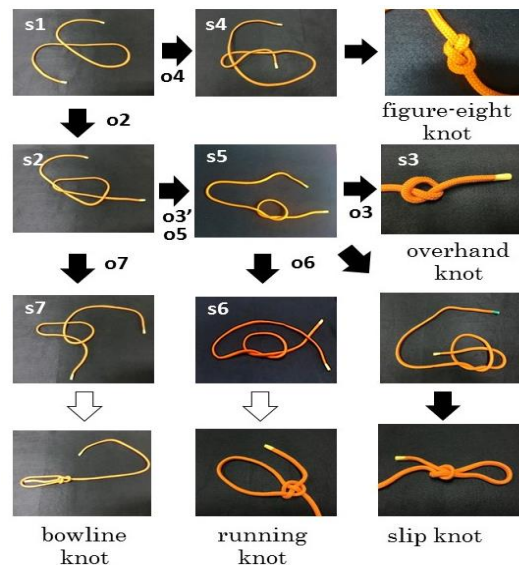 s1
s4
o4
figure-eight
knot
o2
s2
s5
s3
o3'
o5
o3
overhand
knot
o7
o6
s7
s6
bowline
knot
running
knot
slip knot